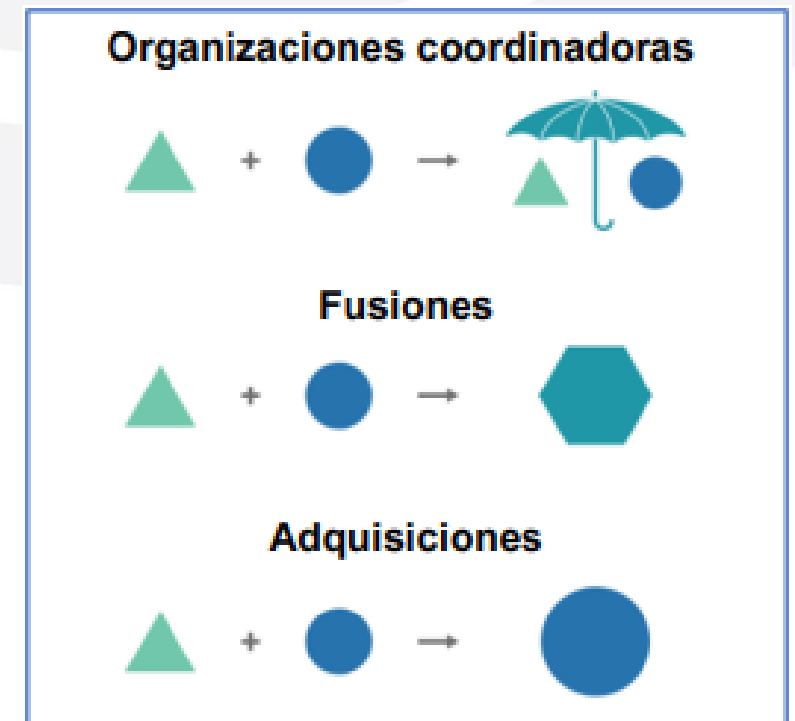 Organizaciones coordinadoras
+
Fusiones
+
Adquisiciones
+